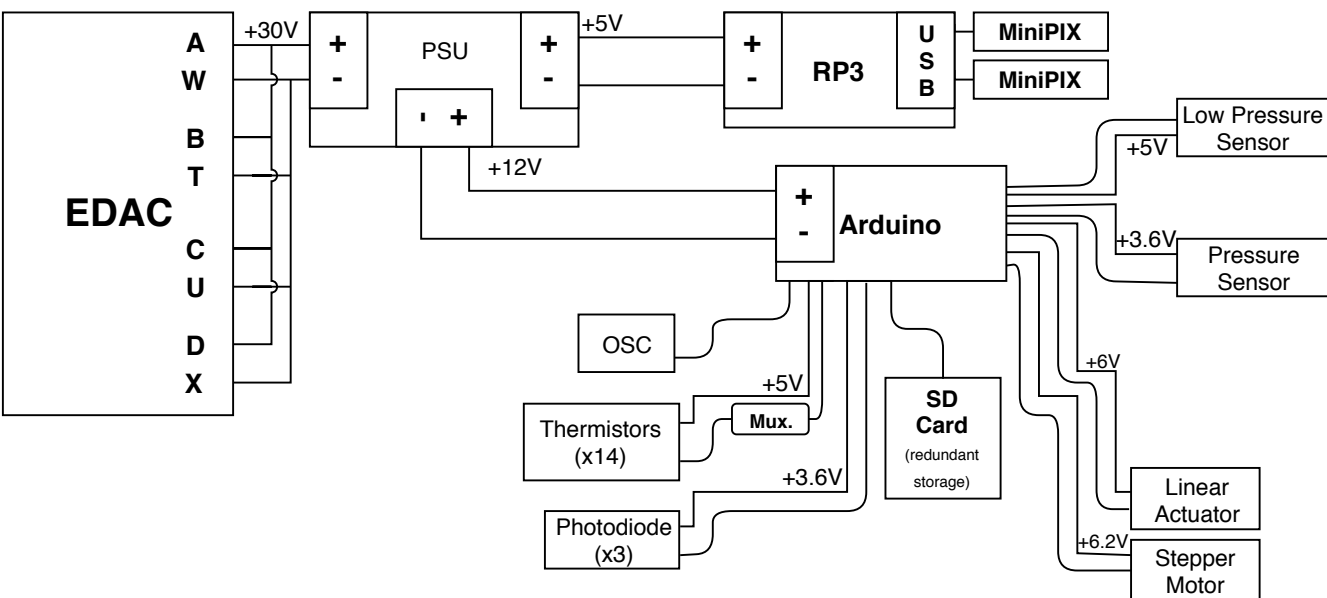 EDAC
A
W
B
T
C
U
D
X
+30V
+
-
PSU
+
-
- +
+5V
+12V
+
-
RP3
U
S
B
MiniPIX
MiniPIX
+
-
Arduino
Low Pressure
Sensor
+5V
+3.6V
Pressure
Sensor
OSC
+5V
Thermistors
(x14)
Mux.
+3.6V
Photodiode
(x3)
SD
Card
(redundant
storage)
+6V
Linear
Actuator
+6.2V
Stepper
Motor